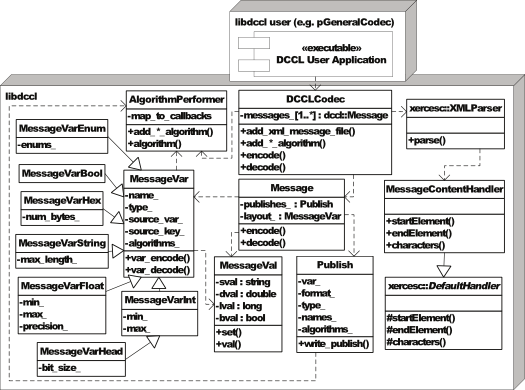 libdccl user (e.g. pGeneralCodec)
«executable»
DCCL User Application
libdccl
AlgorithmPerformer
-map_to_callbacks
+add_*_algorithm()
+algorithm()
DCCLCodec
-messages_[1..*] : dccl::Message
+add_xml_message_file()
+add_*_algorithm()
+encode()
+decode()
xercesc::XMLParser
+parse()
MessageVarEnum
-enums_
MessageVarBool
MessageVarHex
-num_bytes_
MessageVarString
-max_length_
MessageVarFloat
-min_
-max_
-precision_
MessageVar
-name_
-type_
-source_var_
-source_key_
-algorithms_
+var_encode()
+var_decode()
Message
-publishes_ : Publish
-layout_ : MessageVar
+encode()
+decode()
MessageContentHandler
+startElement()
+endElement()
+characters()
MessageVarInt
-min_
-max_
MessageVarHead
-bit_size_
MessageVal
-sval : string
-dval : double
-lval : long
-bval : bool
+set()
+val()
Publish
-var_
-format_
-type_
-names_
-algorithms_
+write_publish()
xercesc::DefaultHandler
#startElement()
#endElement()
#characters()